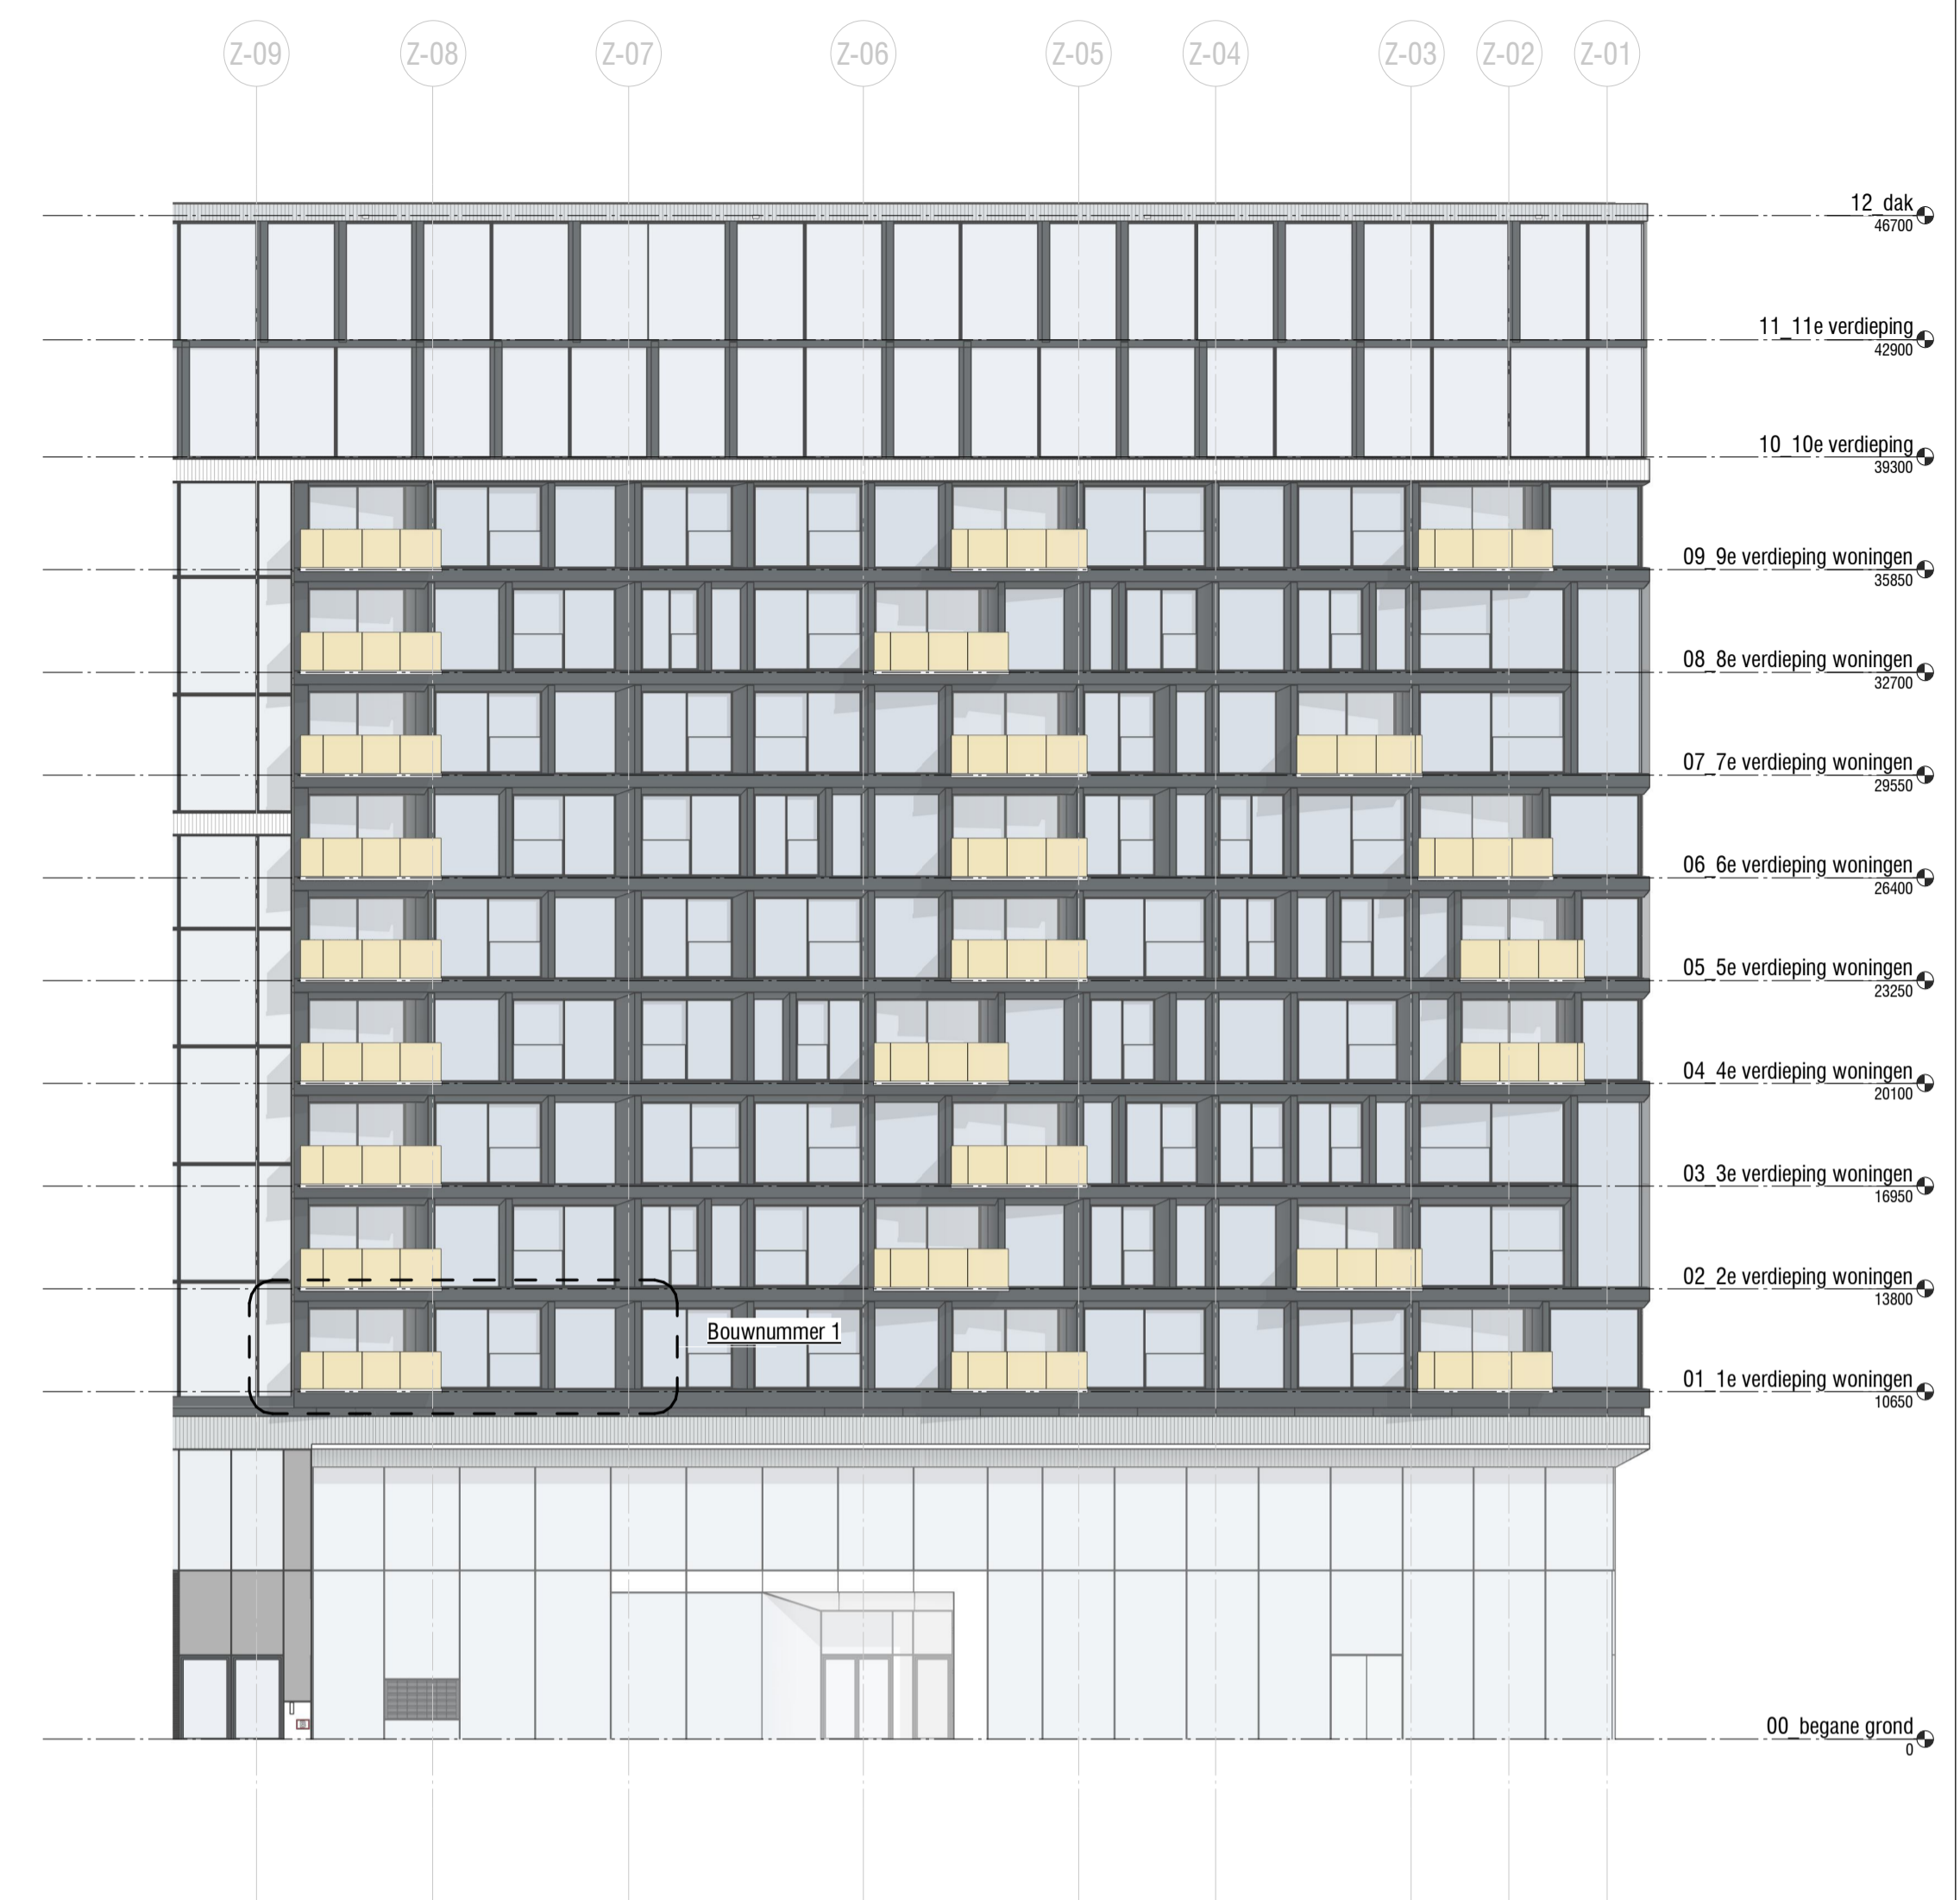 Z-09 Z-08 Z-07 Z-06 Z-05 Z-04 Z-03 Z-02 Z-01
12_dak
46700
11_11e verdieping
42900
10_10e verdieping
39300
09_9e verdieping woningen
35850
08_8e verdieping woningen
32700
07_7e verdieping woningen
29550
06_6e verdieping woningen
26400
05_5e verdieping woningen
23250
04_4e verdieping woningen
20100
03_3e verdieping woningen
16950
02_2e verdieping woningen
13800
Bouwnummer 1
01_1e verdieping woningen
10650
00_begane grond
0